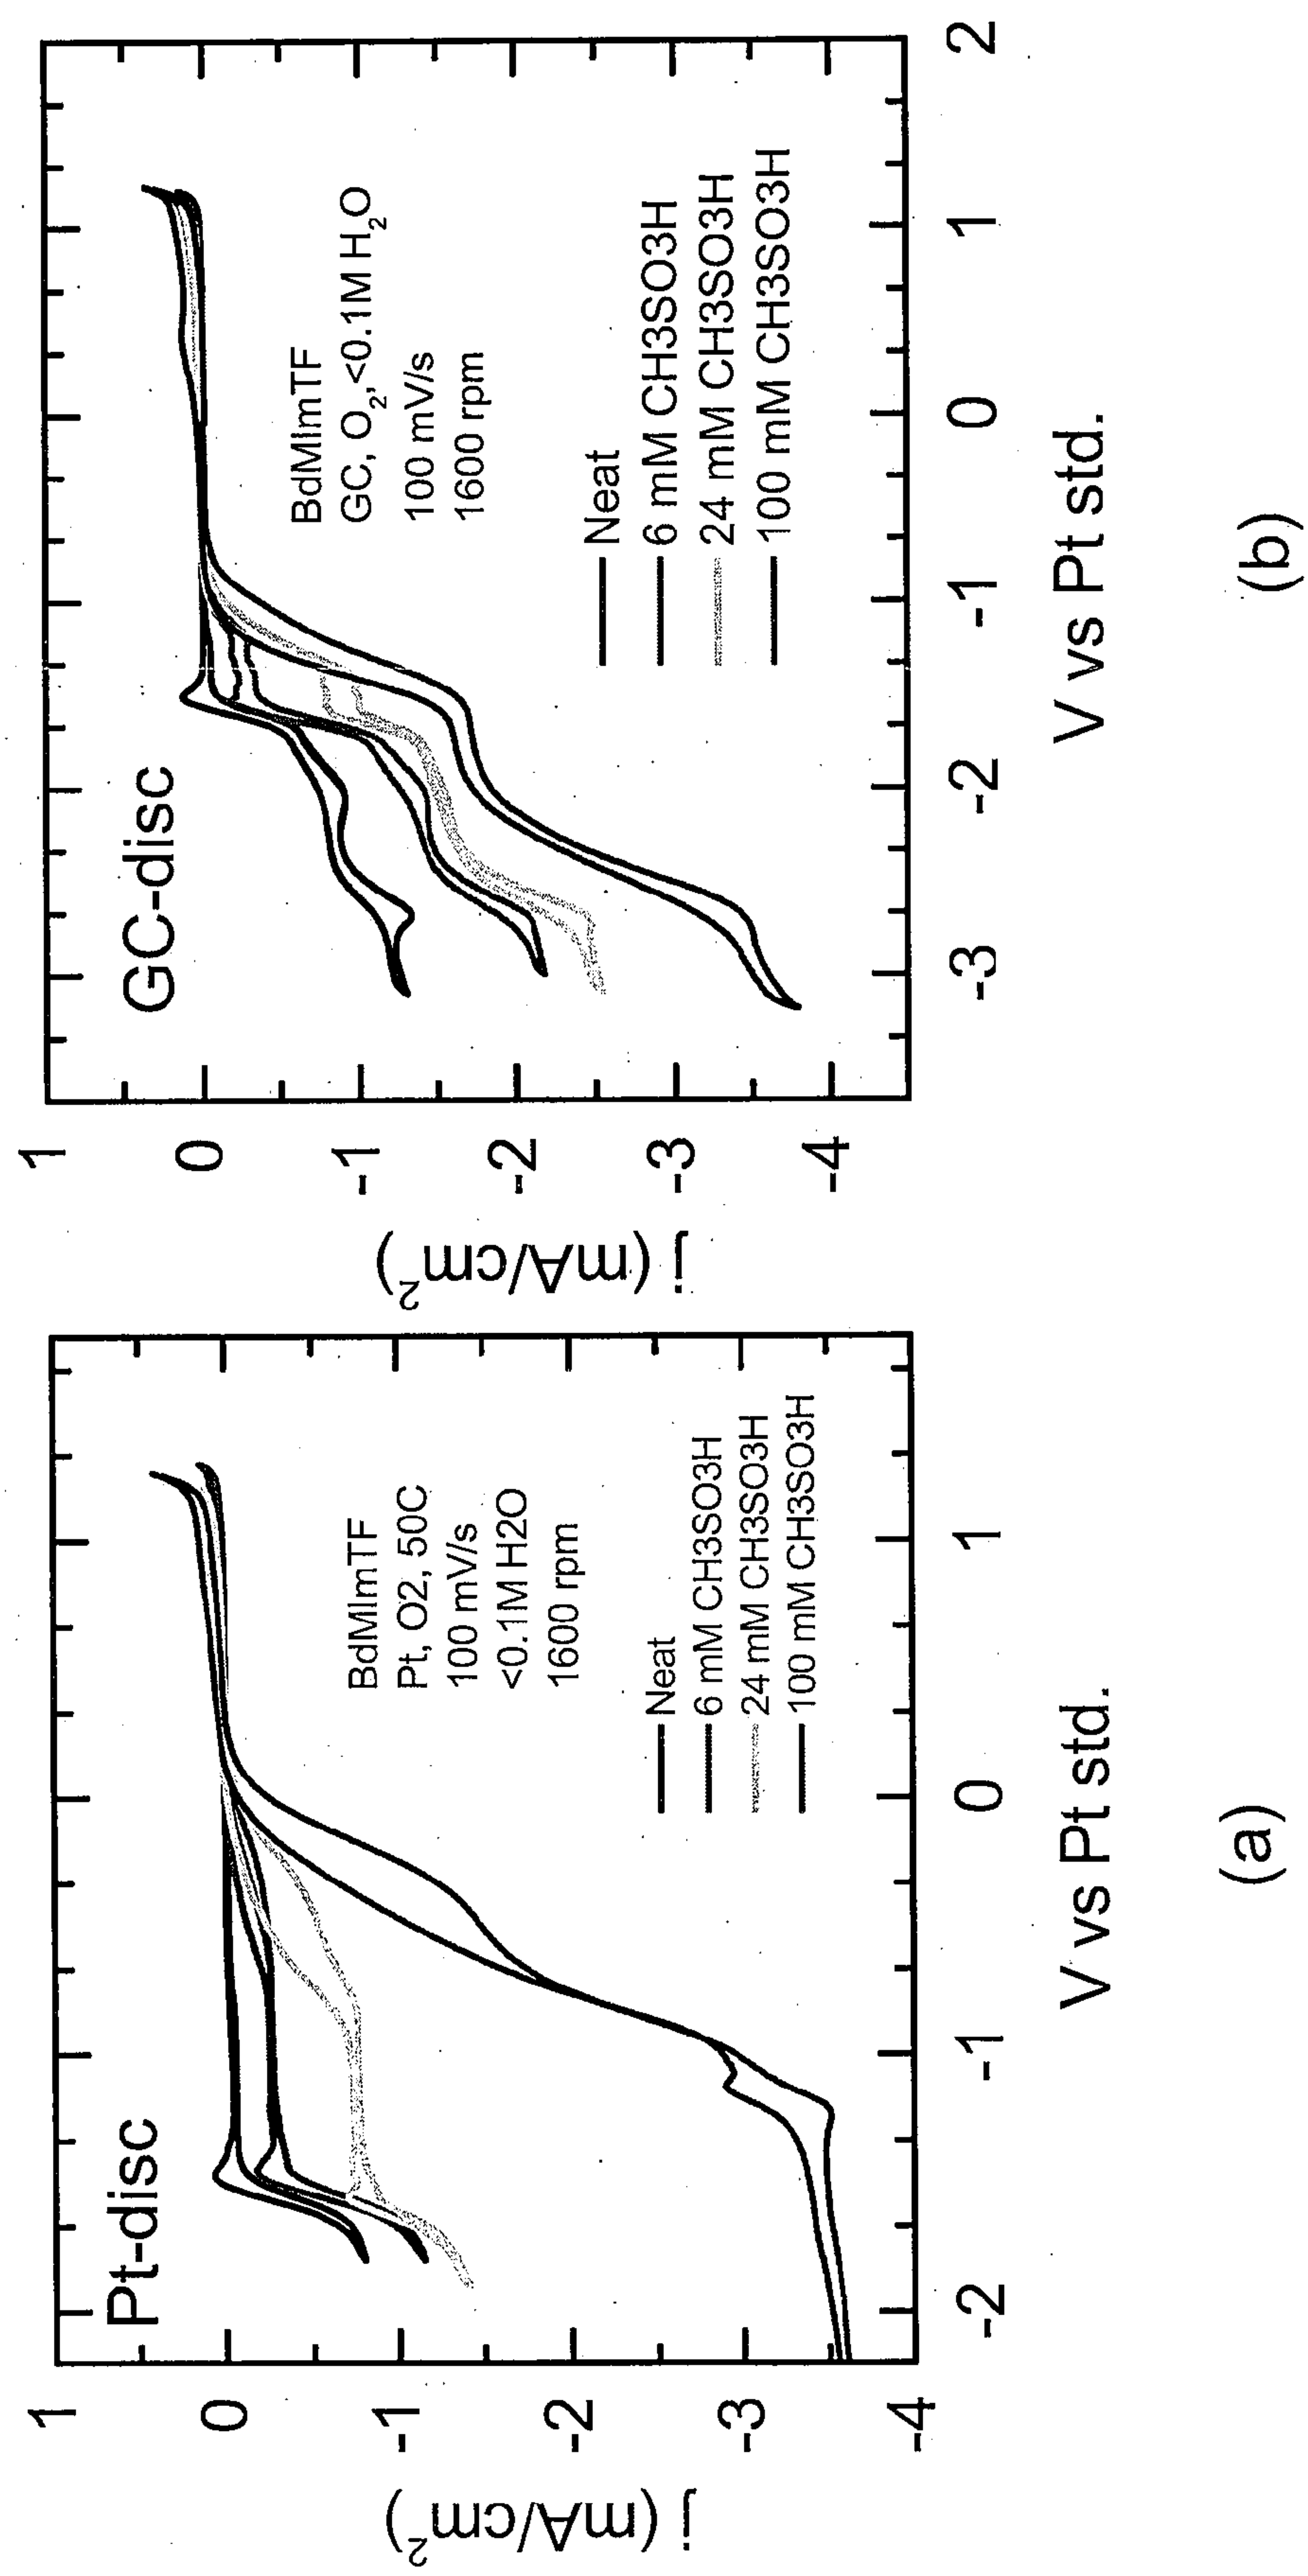 Pt-disc
1
0
-1
-2
-3
-4
j (mA/cm2)
BdMImTF
Pt, O2, 50C
100 mV/s
<0.1M H2O
1600 rpm
Neat
6 mM CH3SO3H
24 mM CH3SO3H
100 mM CH3SO3H
-2
-1
0
1
V vs Pt std.
(a)
GC-disc
1
0
-1
-2
-3
-4
j (mA/cm2)
BdMImTF
GC, O2,<0.1M H2O
100 mV/s
1600 rpm
Neat
6 mM CH3SO3H
24 mM CH3SO3H
100 mM CH3SO3H
-3
-2
-1
0
1
2
V vs Pt std.
(b)